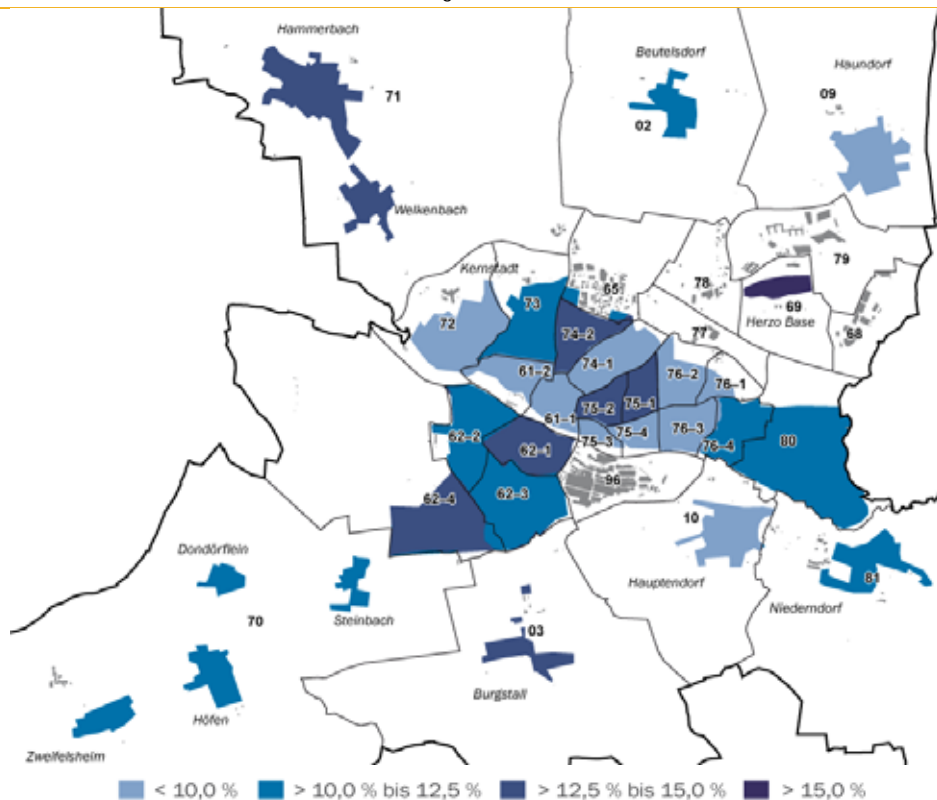 Hammerbach
71
Beutelsdorf
02
Haundorf
09
Welkenbach
Kernstadt
72
73
65
78
79
69
Herzo Base
68
77
74–2
74–1
61–2
61–1
75–2
75–1
76–2
76–1
75–3
75–4
76–3
76–4
80
62–2
62–1
62–3
62–4
96
10
Hauptendorf
81
Niederndorf
Dondörflein
70
Steinbach
03
Burgstall
Höfen
Zweifelsheim
< 10,0 % > 10,0 % bis 12,5 % > 12,5 % bis 15,0 % > 15,0 %